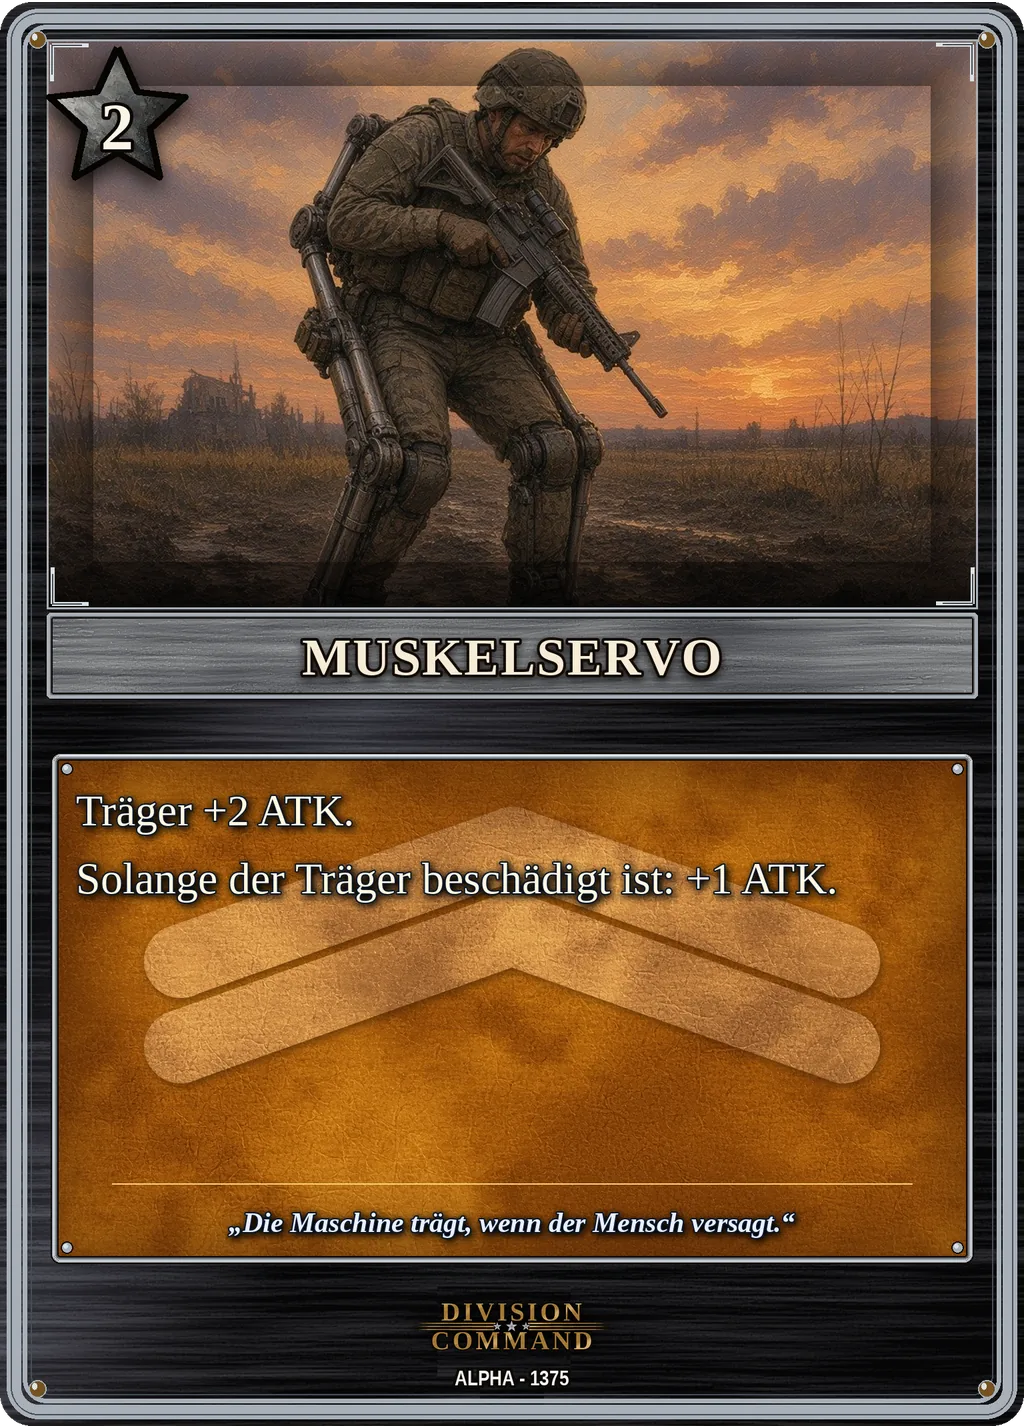 2
MUSKELSERVO
Träger +2 ATK.
Solange der Träger beschädigt ist: +1 ATK.
„Die Maschine trägt, wenn der Mensch versagt.“
DIVISION
COMMAND
ALPHA - 1375